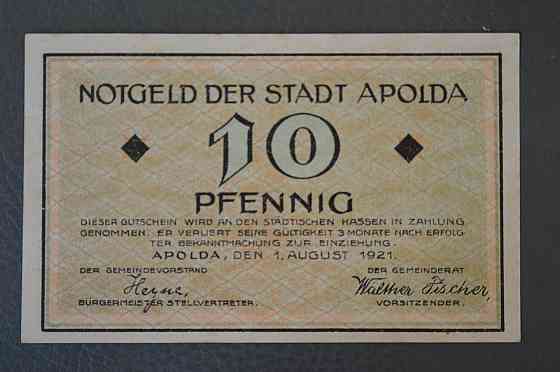 NOTGELD DER STADT APOLDA
10
PFENNIG
DIESER GUTSCHEIN WIRD AN DEN STÄDTISCHEN KASSEN IN ZAHLUNG
GENOMMEN. ER VERLIERT SEINE GÜLTIGKEIT 3 MONATE NACH ERFOLG-
TER BEKANNTMACHUNG ZUR EINZIEHUNG.
APOLDA, DEN 1. AUGUST 1921.
DER GEMEINDEVORSTAND DER GEMEINDERAT
Heyne, Walther Fischer,
BÜRGERMEISTER STELLVERTRETER. VORSITZENDER.